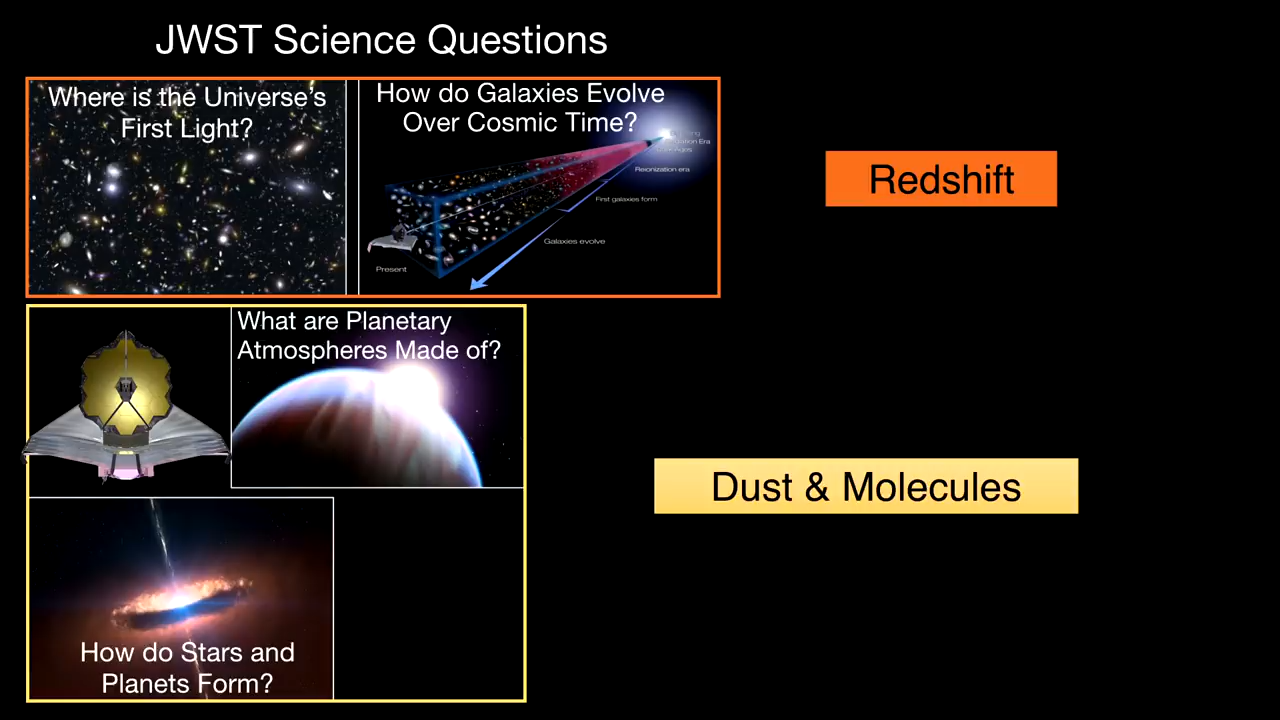 JWST Science Questions
Where is the Universe's
First Light?
How do Galaxies Evolve
Over Cosmic Time?
Reionization era
First galaxies form
Galaxies evolve
Present
Redshift
What are Planetary
Atmospheres Made of?
Dust & Molecules
How do Stars and
Planets Form?